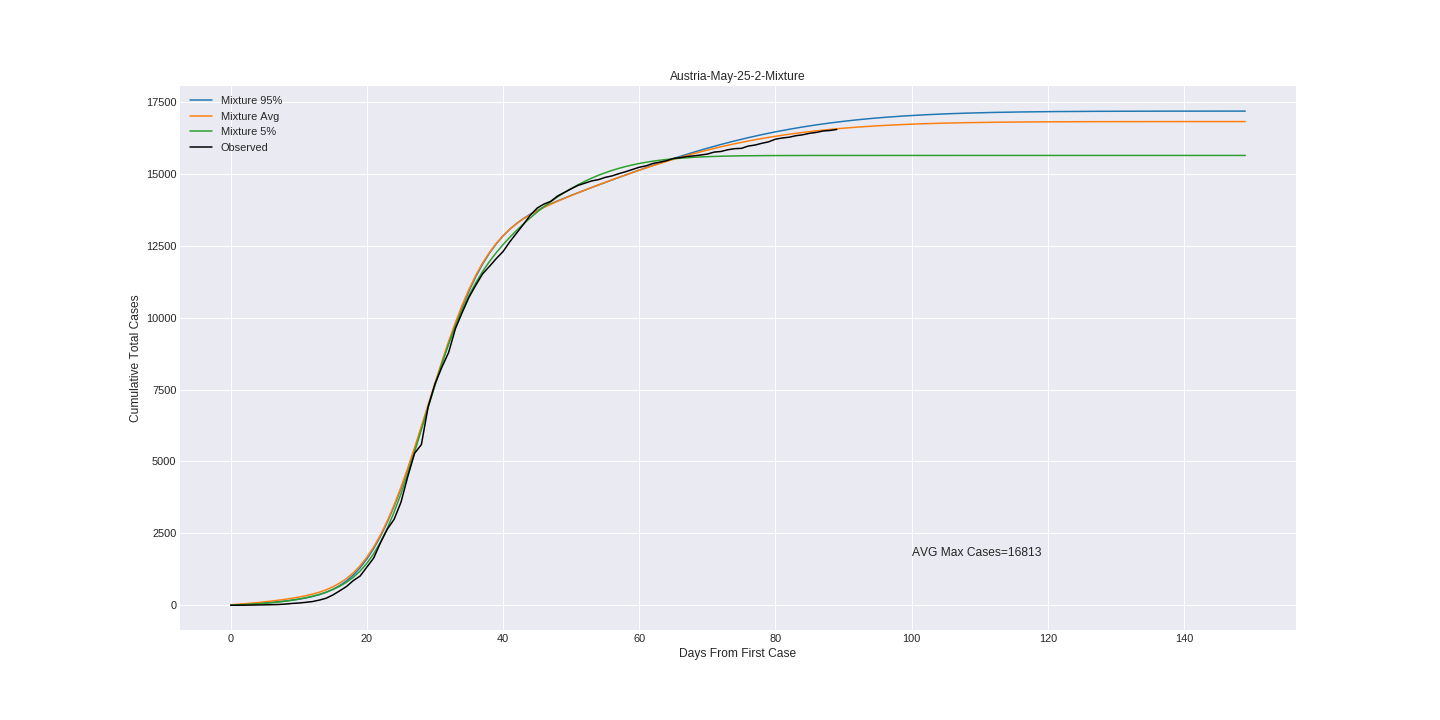 Austria-May-25-2-Mixture
Mixture 95%
Mixture Avg
Mixture 5%
Observed
17500
15000
12500
10000
7500
5000
2500
0
Cumulative Total Cases
AVG Max Cases=16813
0 20 40 60 80 100 120 140
Days From First Case